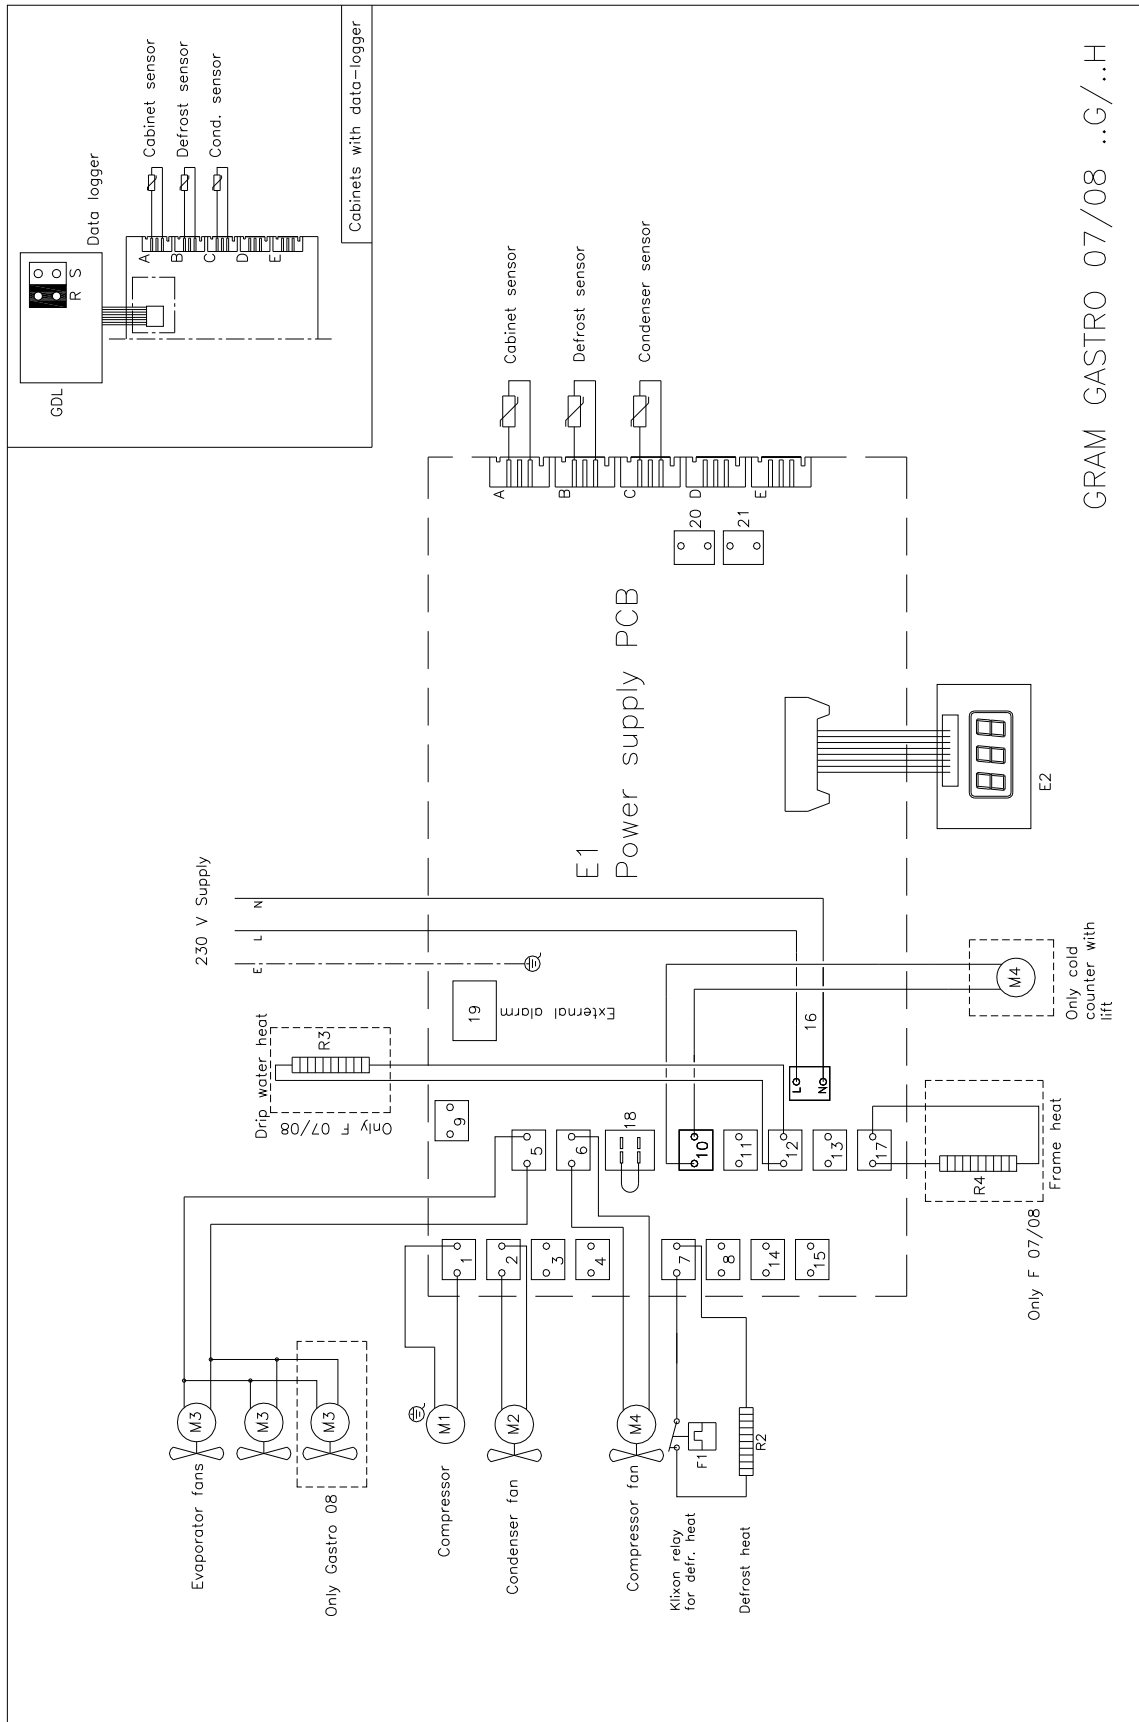 GDL
R S
Data logger
A
B
C
D
E
Cabinet sensor
Defrost sensor
Cond. sensor
Cabinets with data-logger
Cabinet sensor
Defrost sensor
Condenser sensor
A
B
C
D
E
20
21
E1
Power supply PCB
E2
230 V Supply
E
L
N
19
External alarm
Drip water heat
R3
Only F 07/08
16
L
N
M4
Only cold
counter with
lift
9
5
6
18
10
11
12
13
17
R4
Frame heat
Only F 07/08
1
2
3
4
7
8
14
15
M3
M3
M3
Evaporator fans
Only Gastro 08
M1
Compressor
M2
Condenser fan
M4
Compressor fan
F1
Klixon relay
for defr. heat
R2
Defrost heat
GRAM GASTRO 07/08 ..G/..H